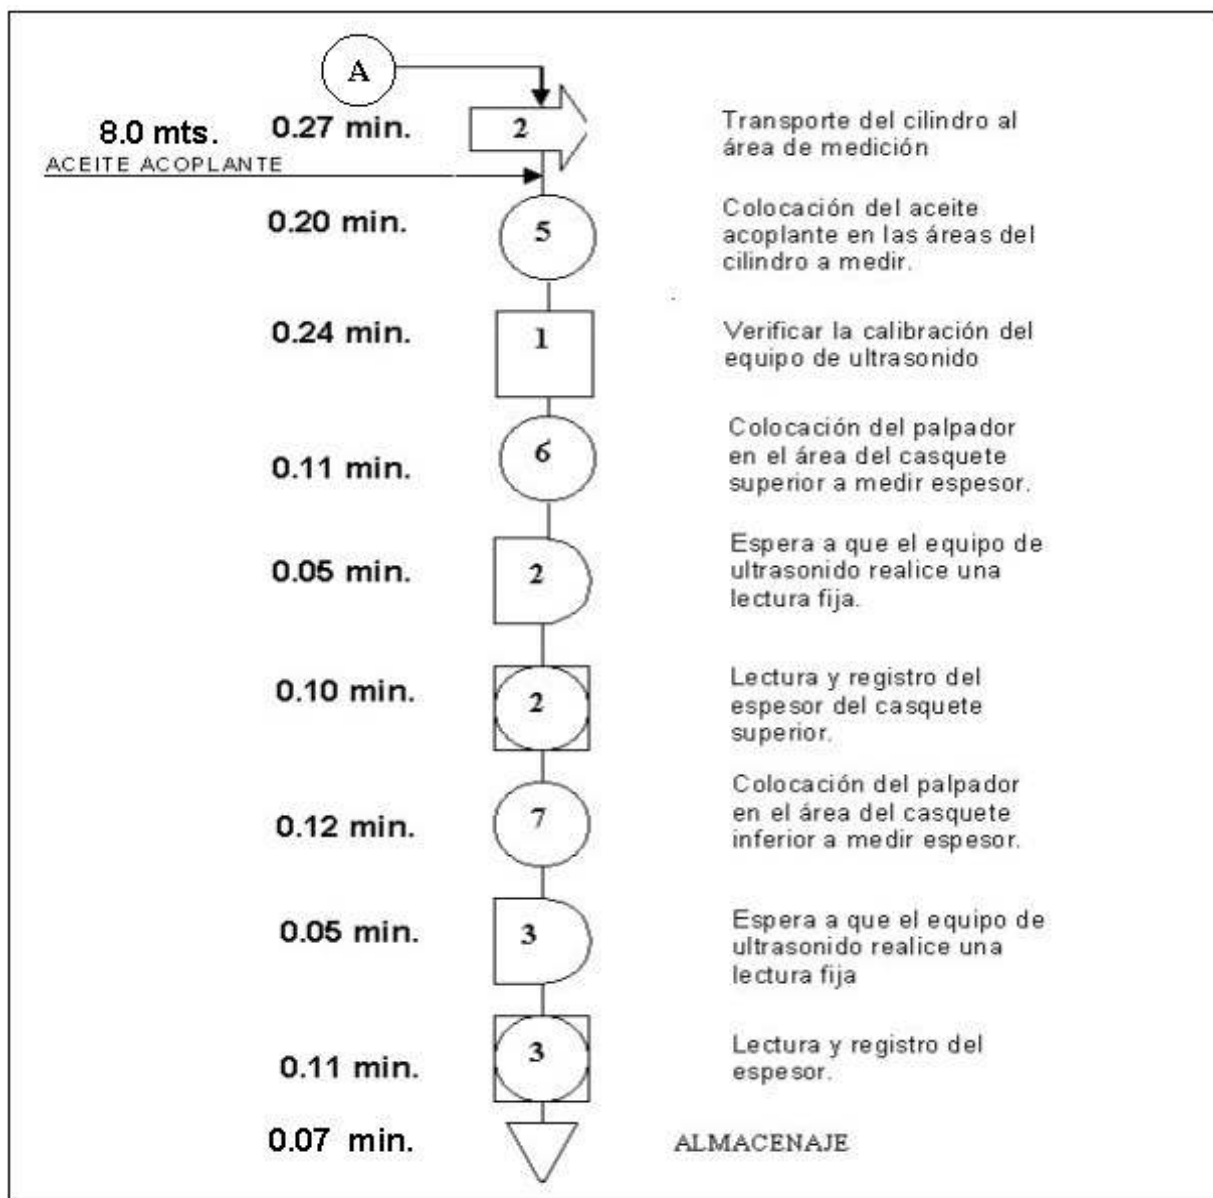 A
8.0 mts.
0.27 min.
2
Transporte del cilindro al
área de medición
ACEITE ACOPLANTE
0.20 min.
5
Colocación del aceite
acoplante en las áreas del
cilindro a medir.
0.24 min.
1
Verificar la calibración del
equipo de ultrasonido
0.11 min.
6
Colocación del palpador
en el área del casquete
superior a medir espesor.
0.05 min.
2
Espera a que el equipo de
ultrasonido realice una
lectura fija.
0.10 min.
2
Lectura y registro del
espesor del casquete
superior.
0.12 min.
7
Colocación del palpador
en el área del casquete
inferior a medir espesor.
0.05 min.
3
Espera a que el equipo de
ultrasonido realice una
lectura fija
0.11 min.
3
Lectura y registro del
espesor.
0.07 min.
ALMACENAJE